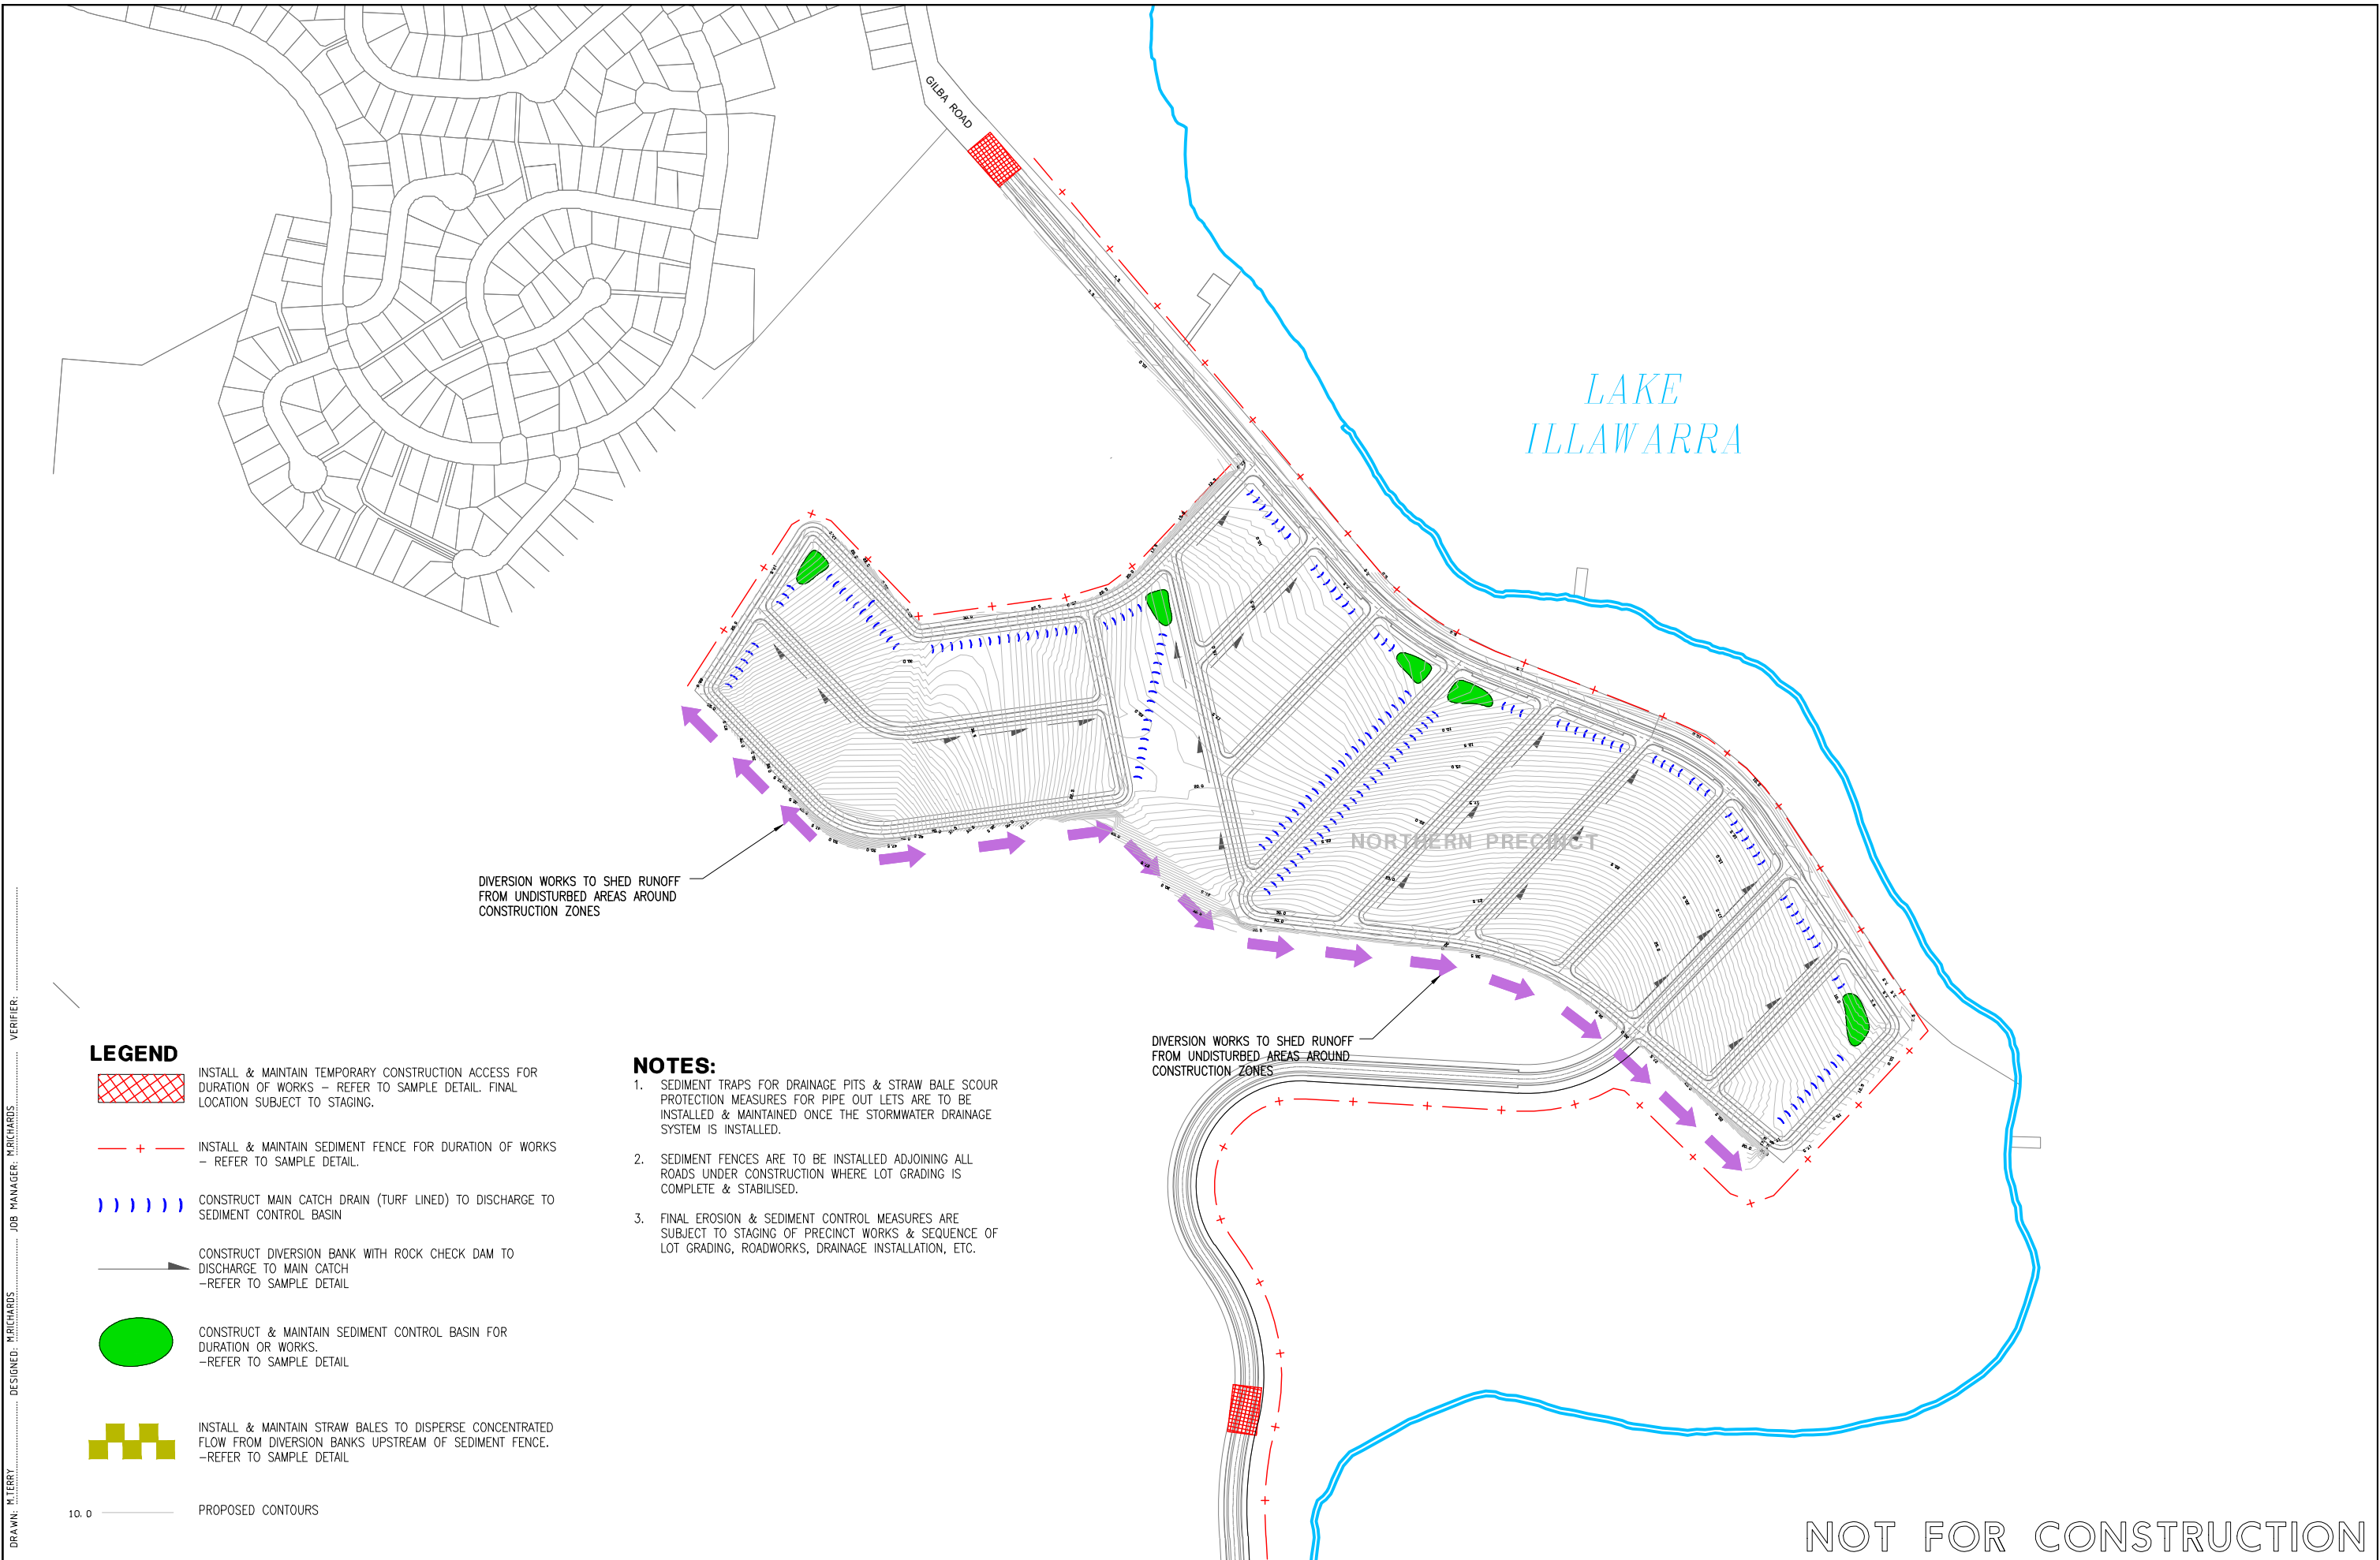 GILBA ROAD
LAKE
ILLAWARRA
NORTHERN PRECINCT
DIVERSION WORKS TO SHED RUNOFF
FROM UNDISTURBED AREAS AROUND
CONSTRUCTION ZONES
DIVERSION WORKS TO SHED RUNOFF
FROM UNDISTURBED AREAS AROUND
CONSTRUCTION ZONES
LEGEND
INSTALL & MAINTAIN TEMPORARY CONSTRUCTION ACCESS FOR
DURATION OF WORKS – REFER TO SAMPLE DETAIL. FINAL
LOCATION SUBJECT TO STAGING.
INSTALL & MAINTAIN SEDIMENT FENCE FOR DURATION OF WORKS
– REFER TO SAMPLE DETAIL.
CONSTRUCT MAIN CATCH DRAIN (TURF LINED) TO DISCHARGE TO
SEDIMENT CONTROL BASIN
CONSTRUCT DIVERSION BANK WITH ROCK CHECK DAM TO
DISCHARGE TO MAIN CATCH
–REFER TO SAMPLE DETAIL
CONSTRUCT & MAINTAIN SEDIMENT CONTROL BASIN FOR
DURATION OR WORKS.
–REFER TO SAMPLE DETAIL
INSTALL & MAINTAIN STRAW BALES TO DISPERSE CONCENTRATED
FLOW FROM DIVERSION BANKS UPSTREAM OF SEDIMENT FENCE.
–REFER TO SAMPLE DETAIL
10.0 PROPOSED CONTOURS
NOTES:
1. SEDIMENT TRAPS FOR DRAINAGE PITS & STRAW BALE SCOUR
PROTECTION MEASURES FOR PIPE OUT LETS ARE TO BE
INSTALLED & MAINTAINED ONCE THE STORMWATER DRAINAGE
SYSTEM IS INSTALLED.
2. SEDIMENT FENCES ARE TO BE INSTALLED ADJOINING ALL
ROADS UNDER CONSTRUCTION WHERE LOT GRADING IS
COMPLETE & STABILISED.
3. FINAL EROSION & SEDIMENT CONTROL MEASURES ARE
SUBJECT TO STAGING OF PRECINCT WORKS & SEQUENCE OF
LOT GRADING, ROADWORKS, DRAINAGE INSTALLATION, ETC.
DRAWN: M.TERRY DESIGNED: M.RICHARDS JOB MANAGER: M.RICHARDS VERIFIER:
NOT FOR CONSTRUCTION